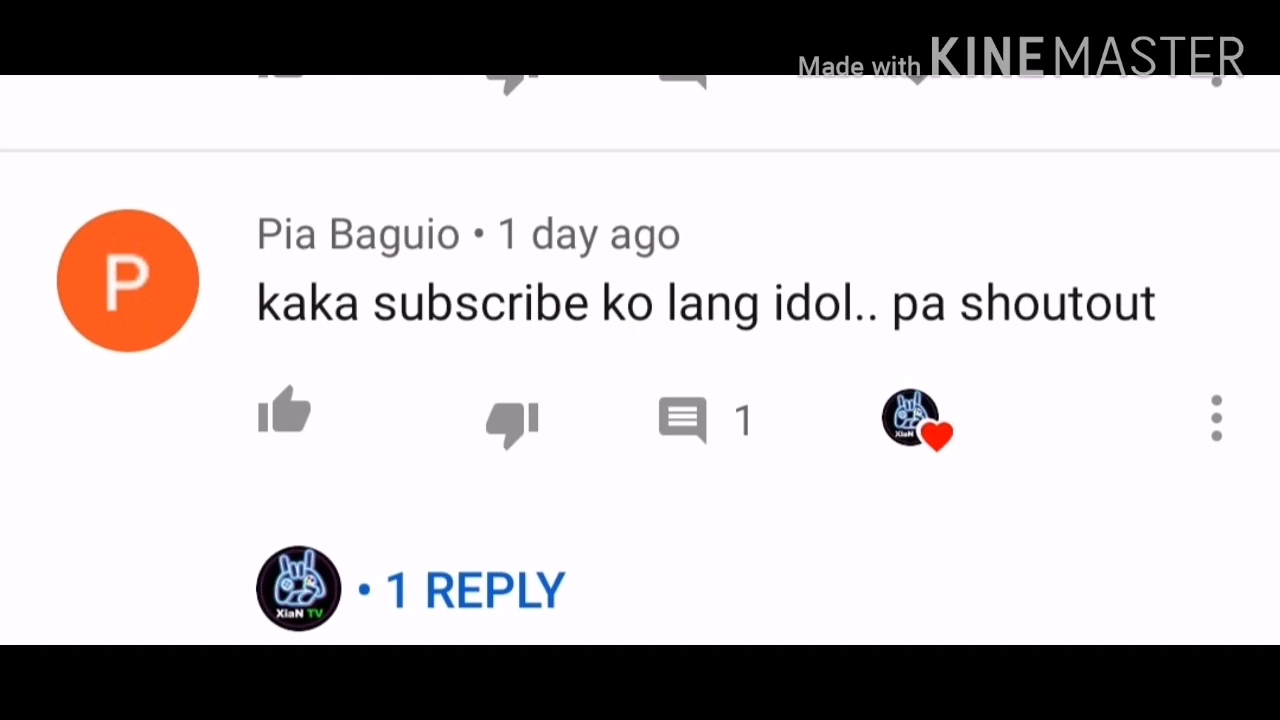 Made with KINEMASTER
Pia Baguio • 1 day ago
P
kaka subscribe ko lang idol.. pa shoutout
1
XiaN
XiaN TV • 1 REPLY